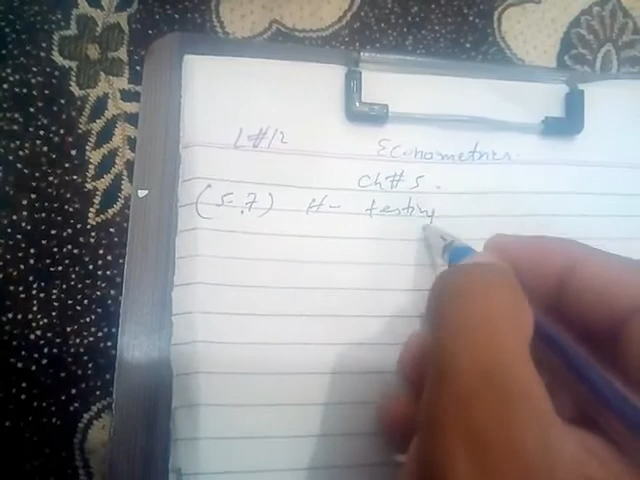 L#12
Econometrics.
Ch# 5.
(5.7) H- testing